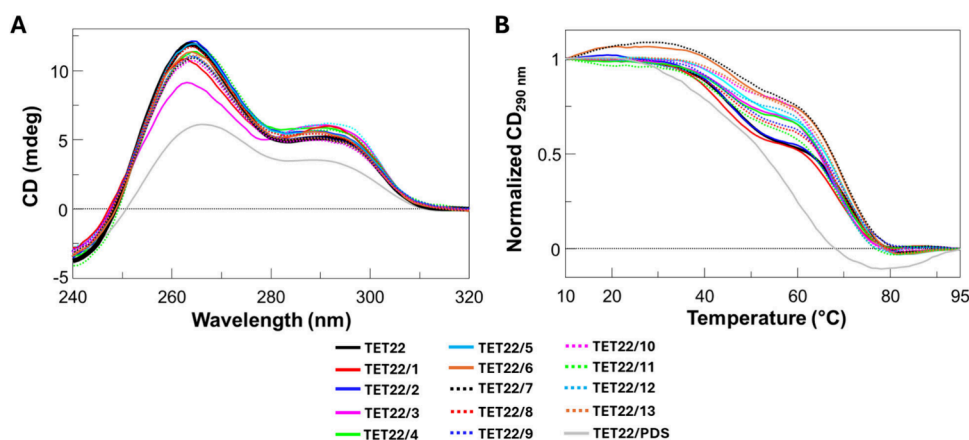 A
B
CD (mdeg)
10
5
0
-5
240
260
280
300
320
Wavelength (nm)
Normalized CD290 nm
1
0.5
0
10
20
40
60
80
95
Temperature (°C)
TET22
TET22/1
TET22/2
TET22/3
TET22/4
TET22/5
TET22/6
TET22/7
TET22/8
TET22/9
TET22/10
TET22/11
TET22/12
TET22/13
TET22/PDS